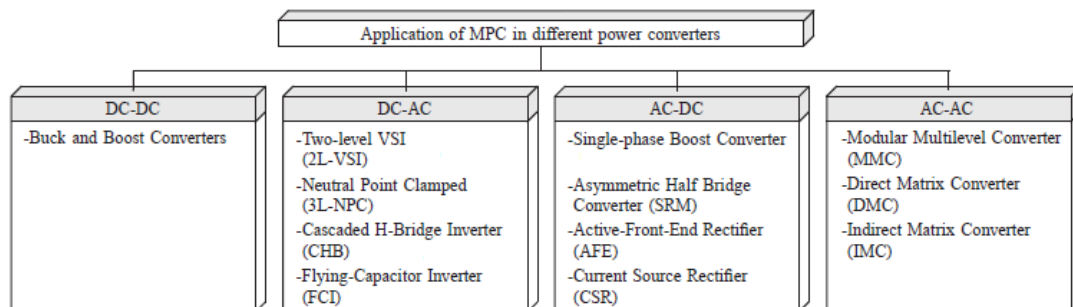 Application of MPC in different power converters
DC-DC
-Buck and Boost Converters
DC-AC
-Two-level VSI
(2L-VSI)
-Neutral Point Clamped
(3L-NPC)
-Cascaded H-Bridge Inverter
(CHB)
-Flying-Capacitor Inverter
(FCI)
AC-DC
-Single-phase Boost Converter
-Asymmetric Half Bridge
Converter (SRM)
-Active-Front-End Rectifier
(AFE)
-Current Source Rectifier
(CSR)
AC-AC
-Modular Multilevel Converter
(MMC)
-Direct Matrix Converter
(DMC)
-Indirect Matrix Converter
(IMC)